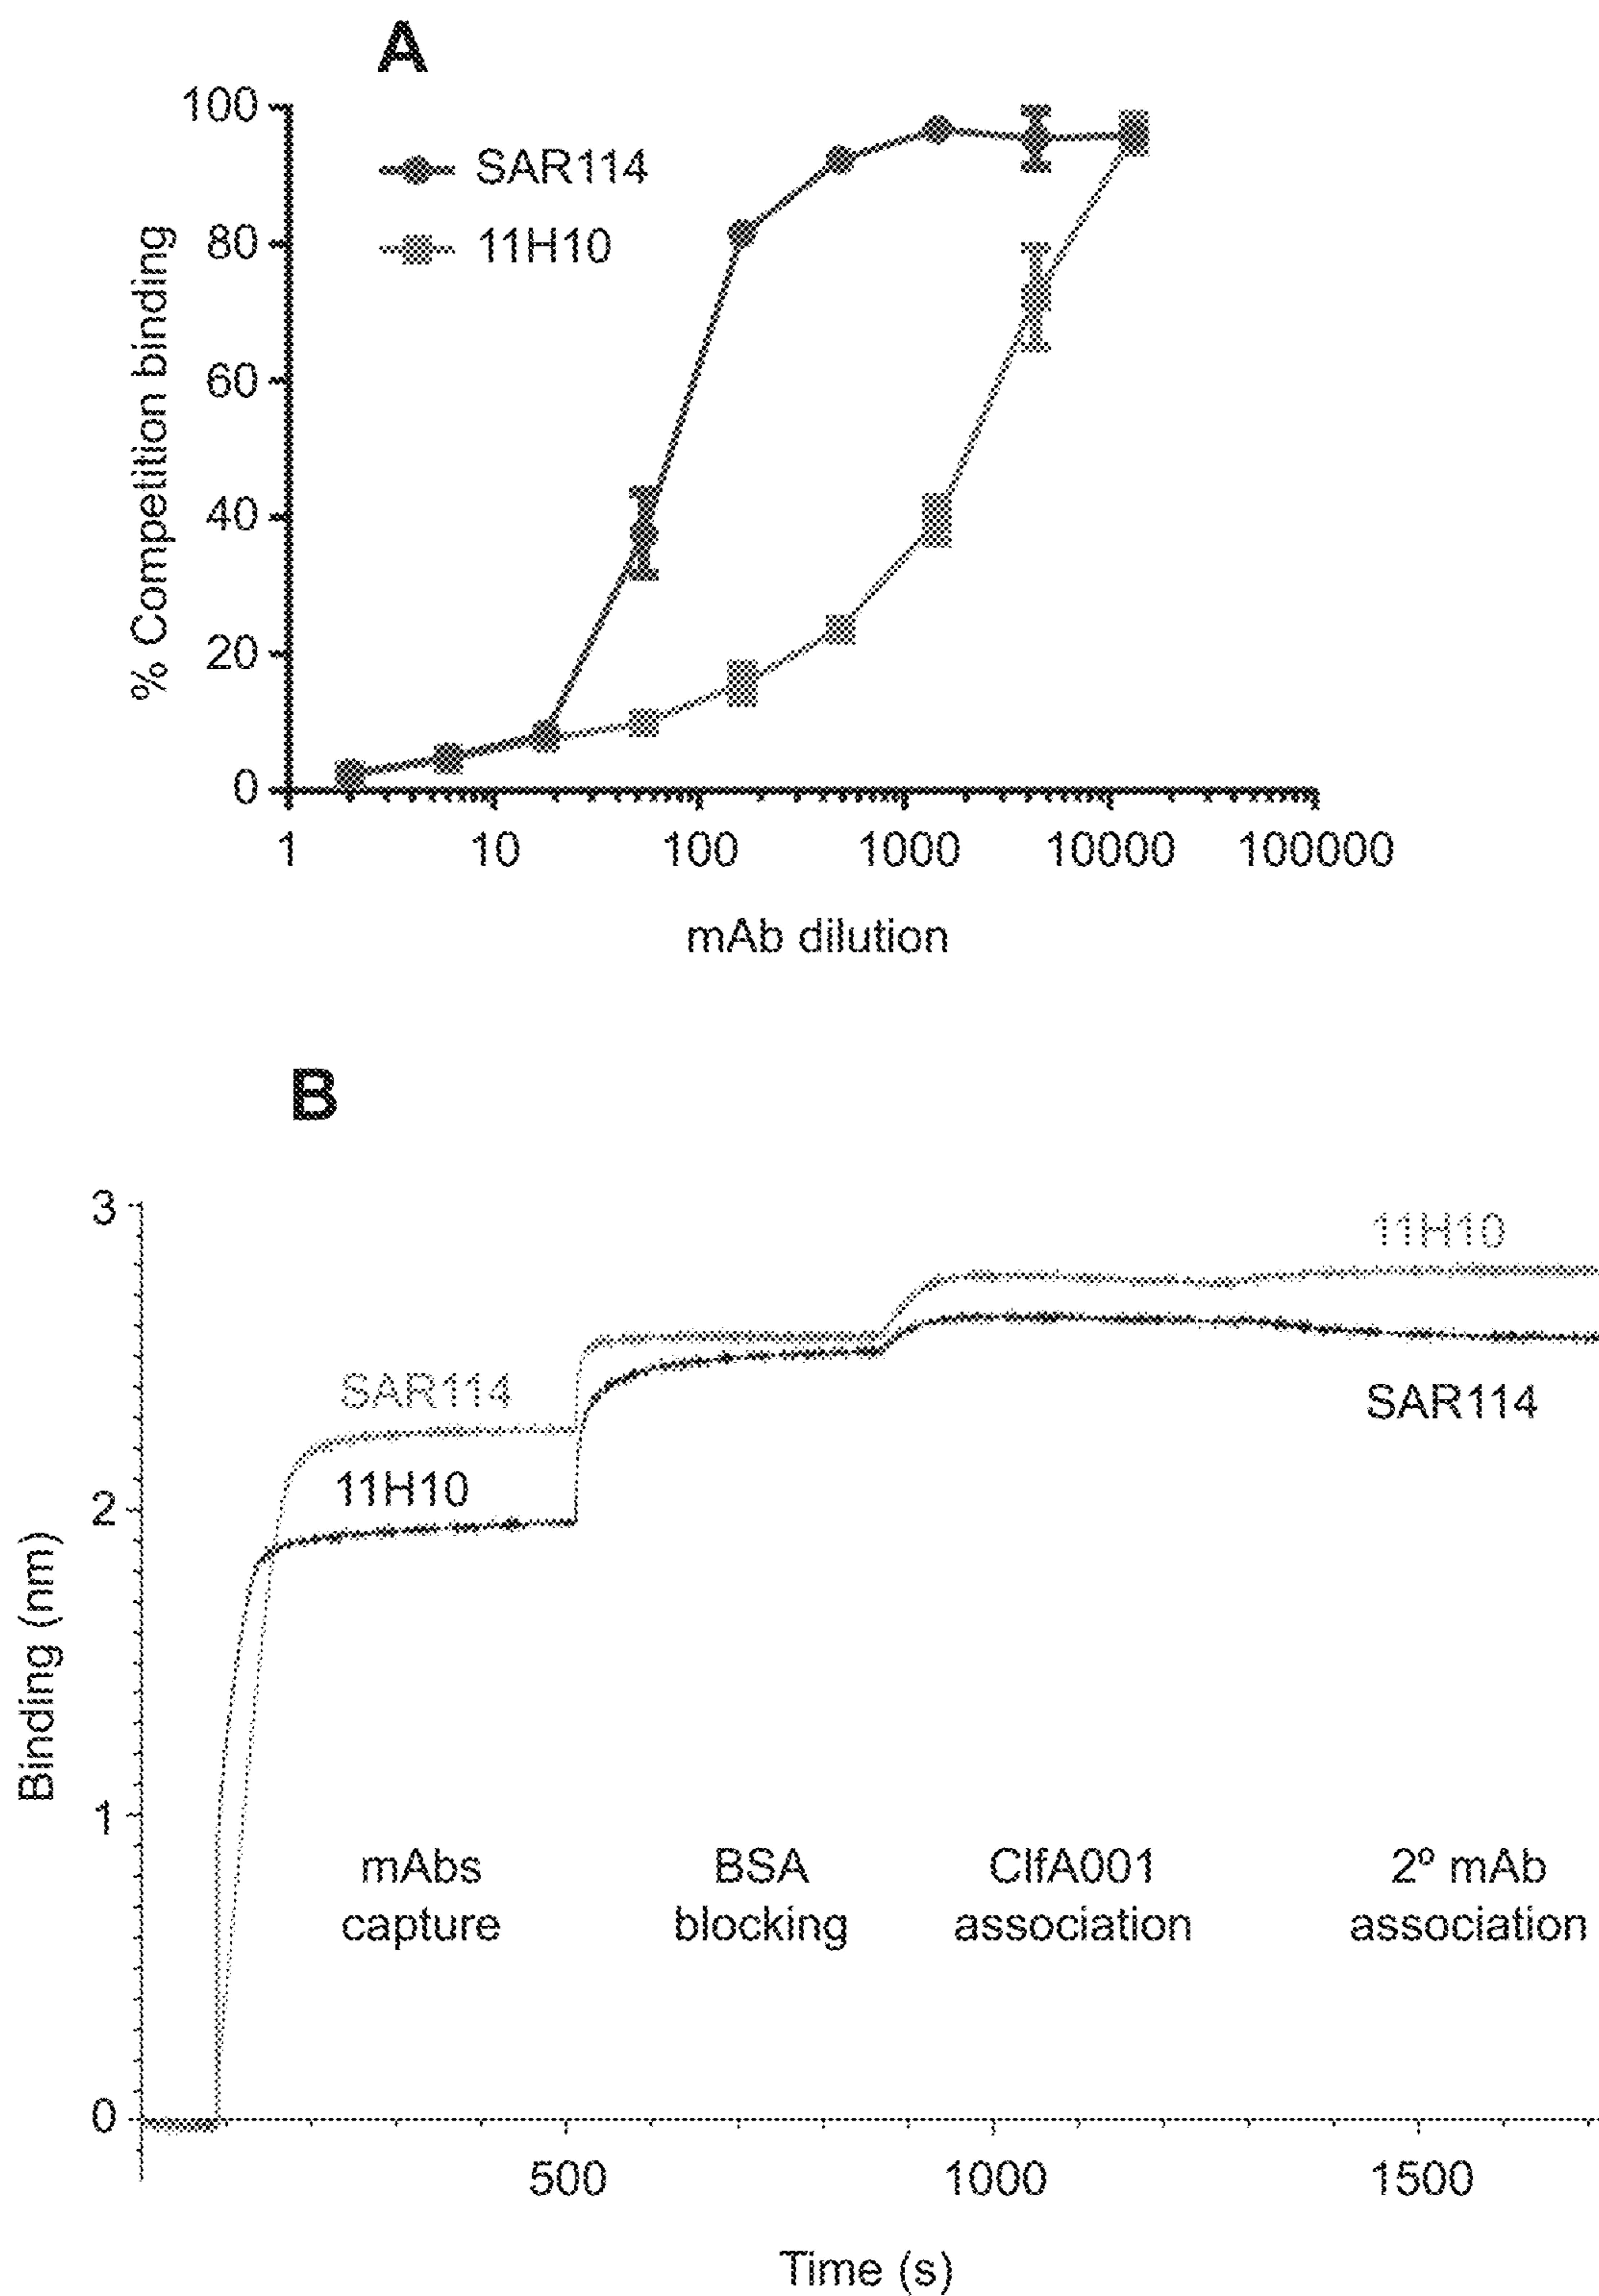 A
100
80
60
40
20
0
% Competition binding
SAR114
11H10
1 10 100 1000 10000 100000
mAb dilution
B
3
2
1
0
Binding (nm)
SAR114
11H10
11H10
SAR114
mAbs
capture
BSA
blocking
ClfA001
association
2º mAb
association
500 1000 1500
Time (s)